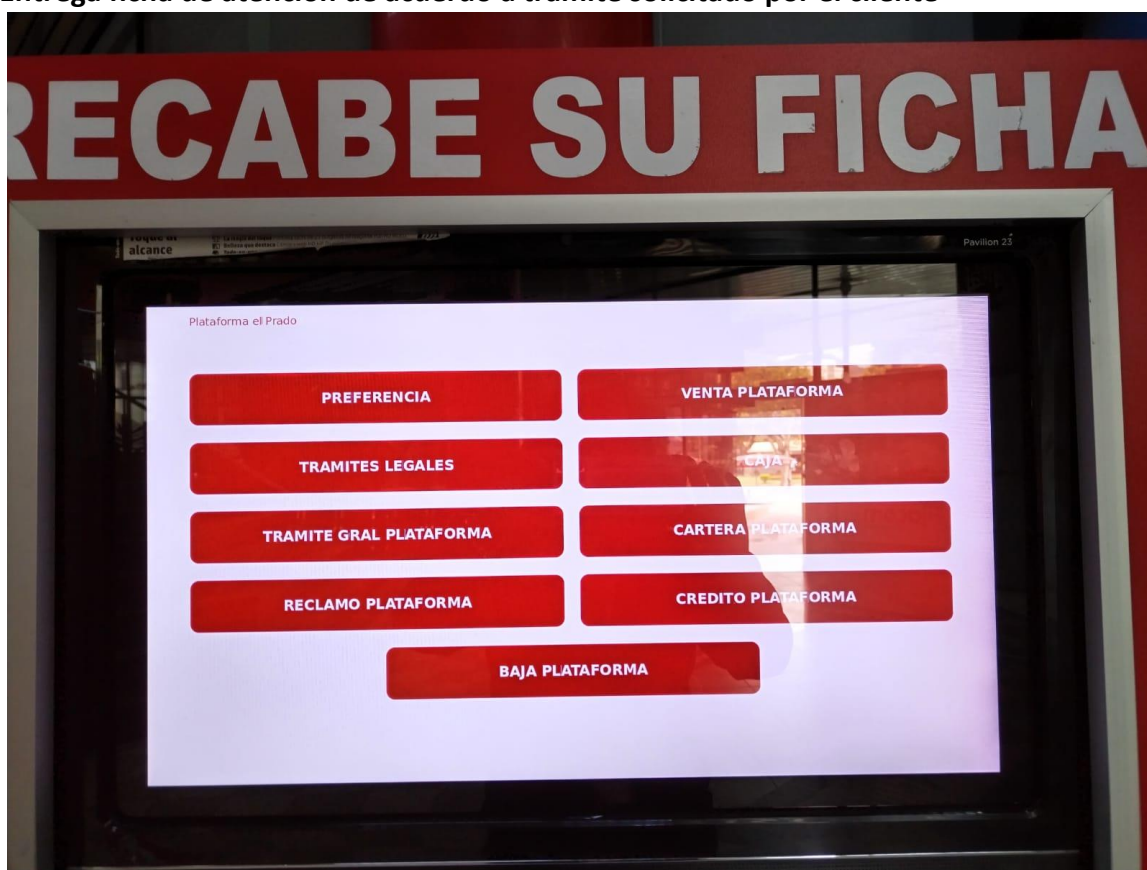 Entrega ficha de atención de acuerdo a trámite solicitado por el cliente
RECABE SU FICHA
alcance
Pavilion 23
Plataforma el Prado
PREFERENCIA
VENTA PLATAFORMA
TRAMITES LEGALES
CAJA
TRAMITE GRAL PLATAFORMA
CARTERA PLATAFORMA
RECLAMO PLATAFORMA
CREDITO PLATAFORMA
BAJA PLATAFORMA